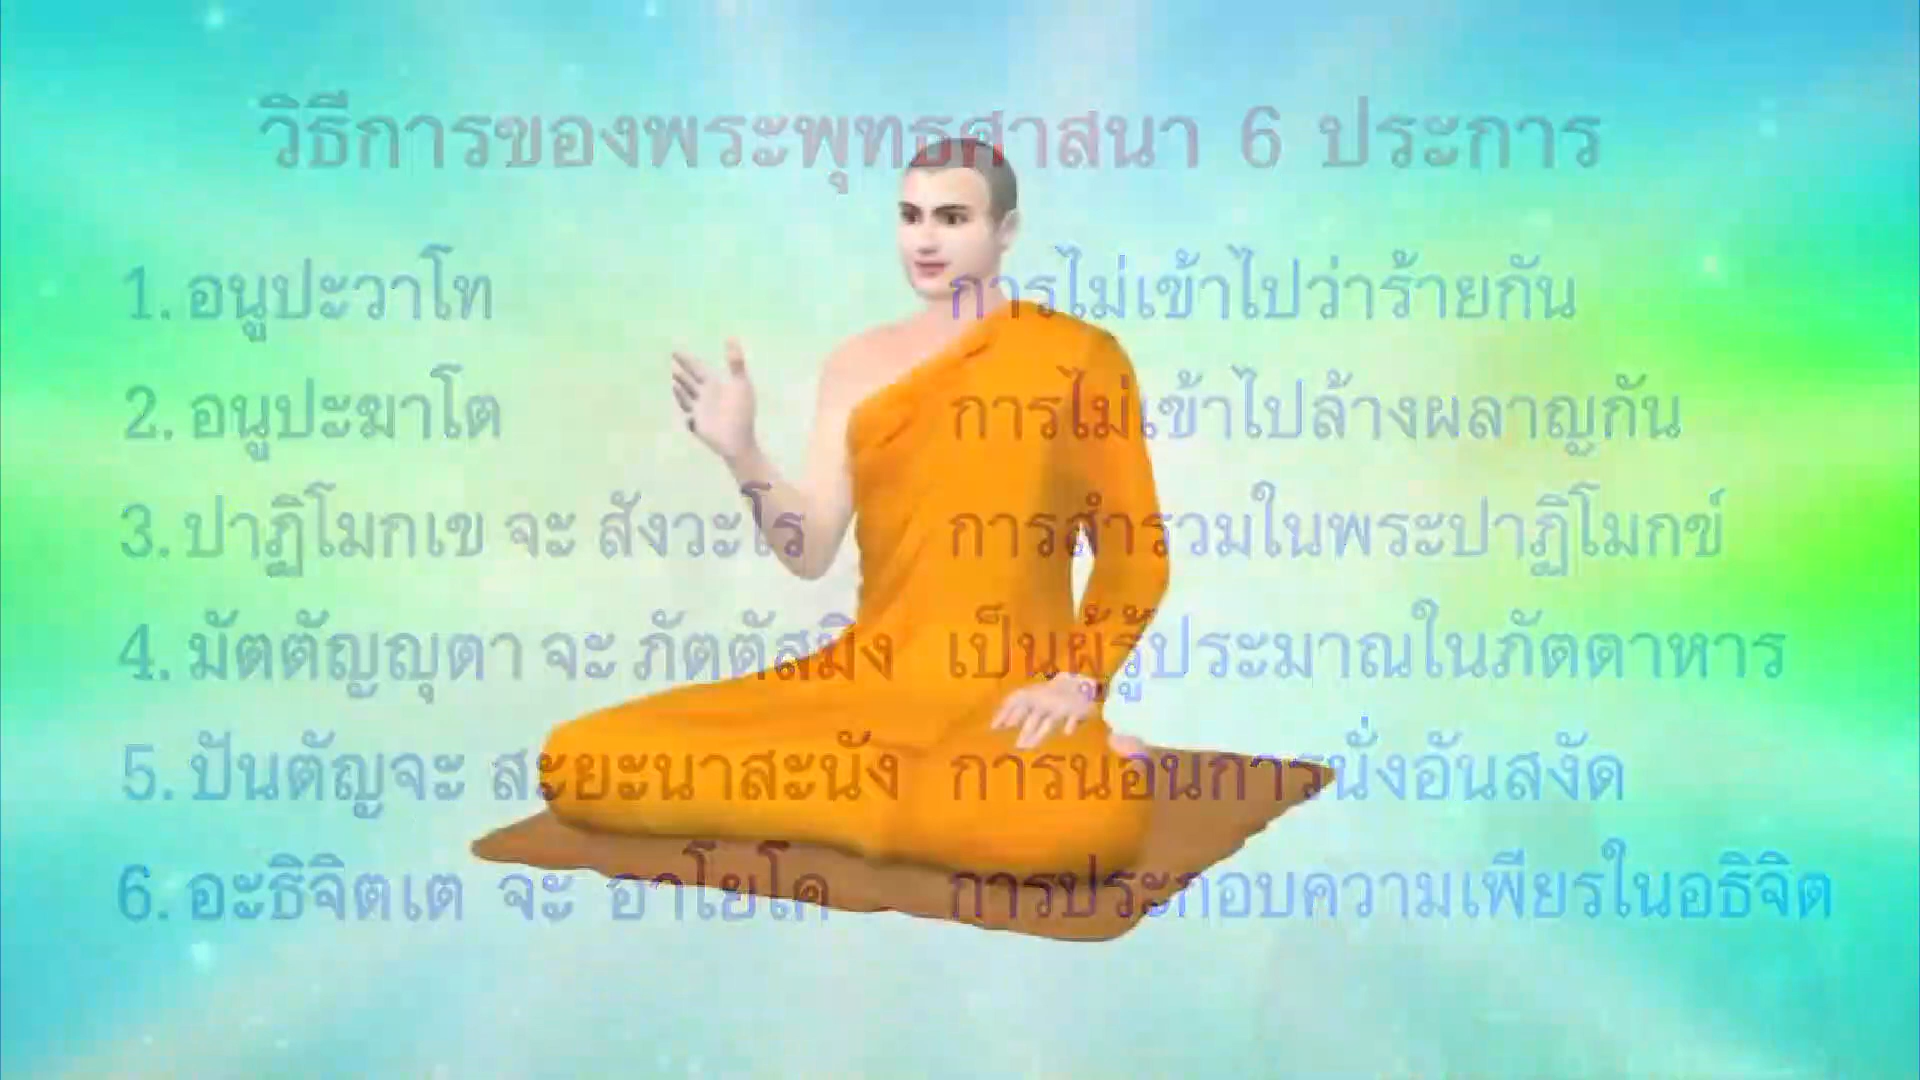 วิธีการของพระพุทธศาสนา 6 ประการ
1. อนูปะวาโท การไม่เข้าไปว่าร้ายกัน
2. อนูปะฆาโต การไม่เข้าไปล้างผลาญกัน
3. ปาฏิโมกเข จะ สังวะโร การสำรวมในพระปาฏิโมกข์
4. มัตตัญญุตา จะ ภัตตัสมิง เป็นผู้รู้ประมาณในภัตตาหาร
5. ปันตัญจะ สะยะนาสะนัง การนอนการนั่งอันสงัด
6. อะธิจิตเต จะ อาโยโค การประกอบความเพียรในอธิจิต